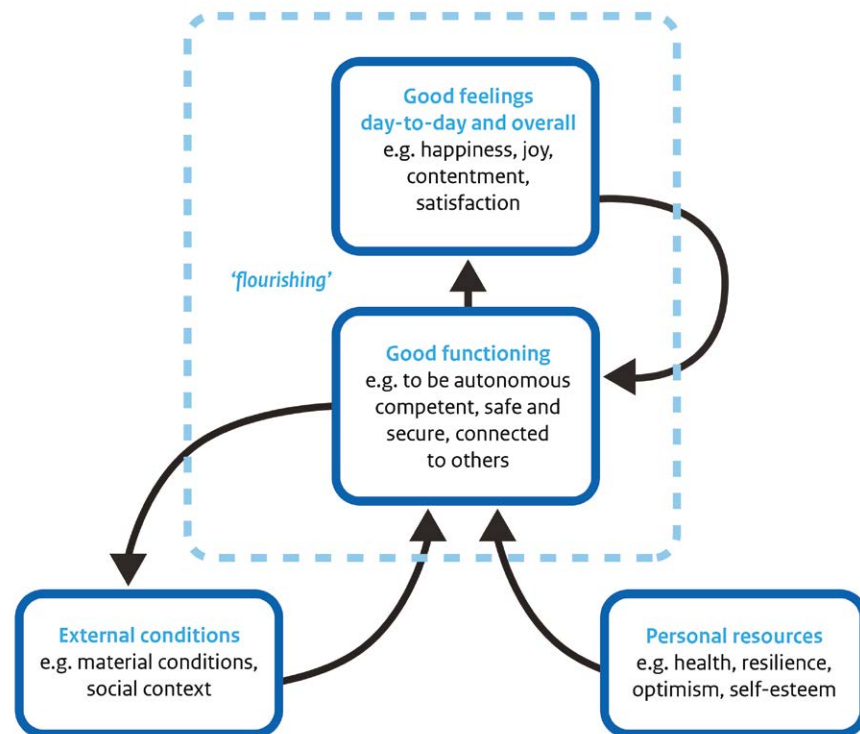 Good feelings
day-to-day and overall
e.g. happiness, joy,
contentment,
satisfaction
'flourishing'
Good functioning
e.g. to be autonomous
competent, safe and
secure, connected
to others
External conditions
e.g. material conditions,
social context
Personal resources
e.g. health, resilience,
optimism, self-esteem